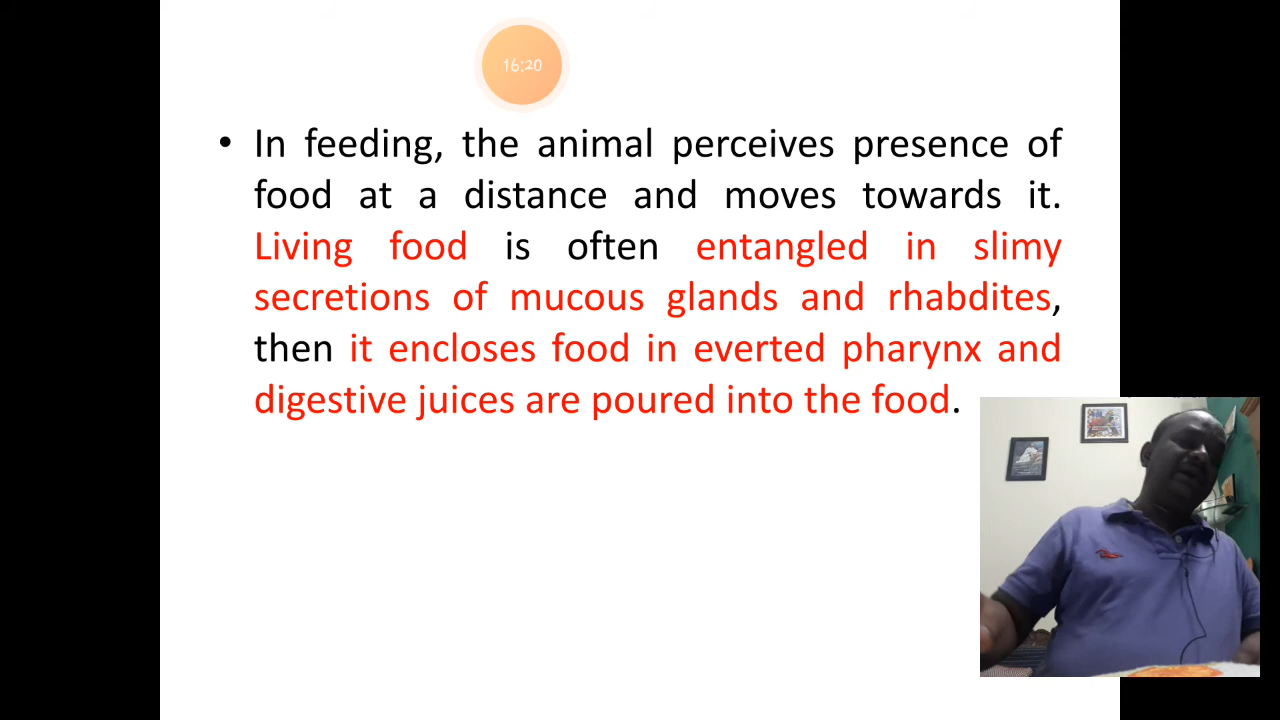 16:20
• In feeding, the animal perceives presence of
food at a distance and moves towards it.
Living food is often entangled in slimy
secretions of mucous glands and rhabdites,
then it encloses food in everted pharynx and
digestive juices are poured into the food.